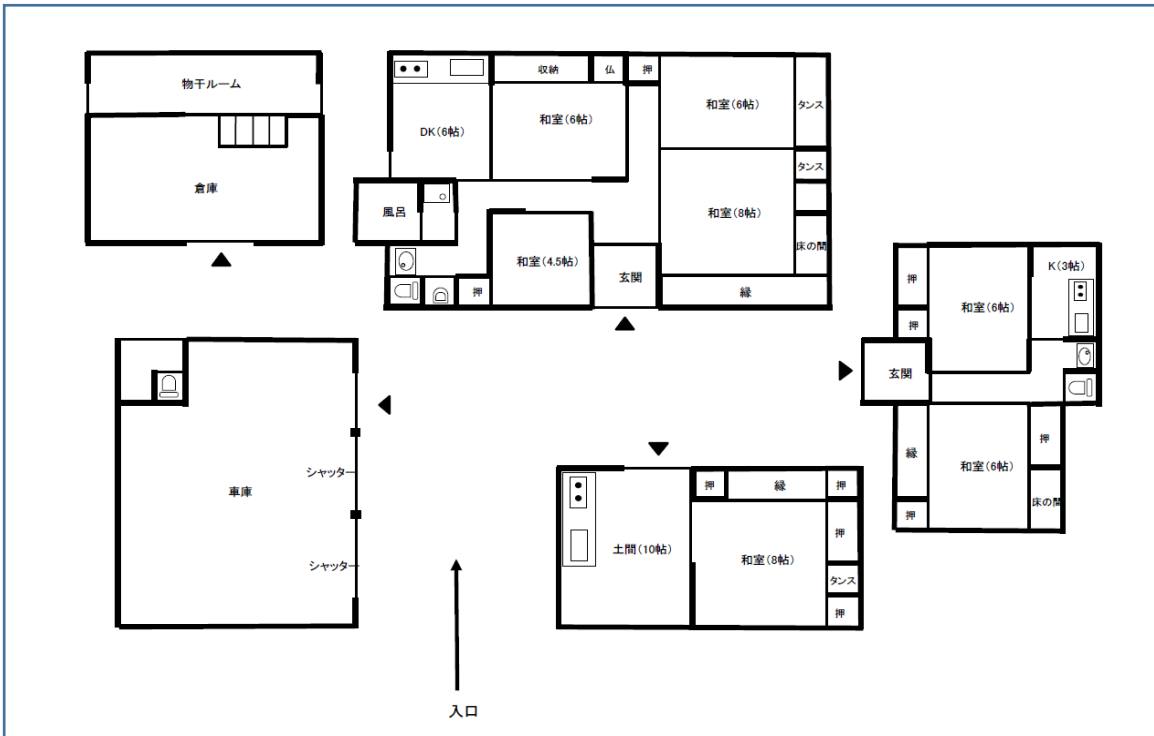 物干ルーム
倉庫
収納
仏
押
DK(6帖)
和室(6帖)
和室(6帖)
タンス
タンス
風呂
和室(8帖)
床の間
和室(4.5帖)
玄関
押
縁
押
和室(6帖)
K(3帖)
押
玄関
縁
和室(6帖)
押
床の間
押
車庫
シャッター
シャッター
押
縁
押
土間(10帖)
和室(8帖)
押
タンス
押
入口